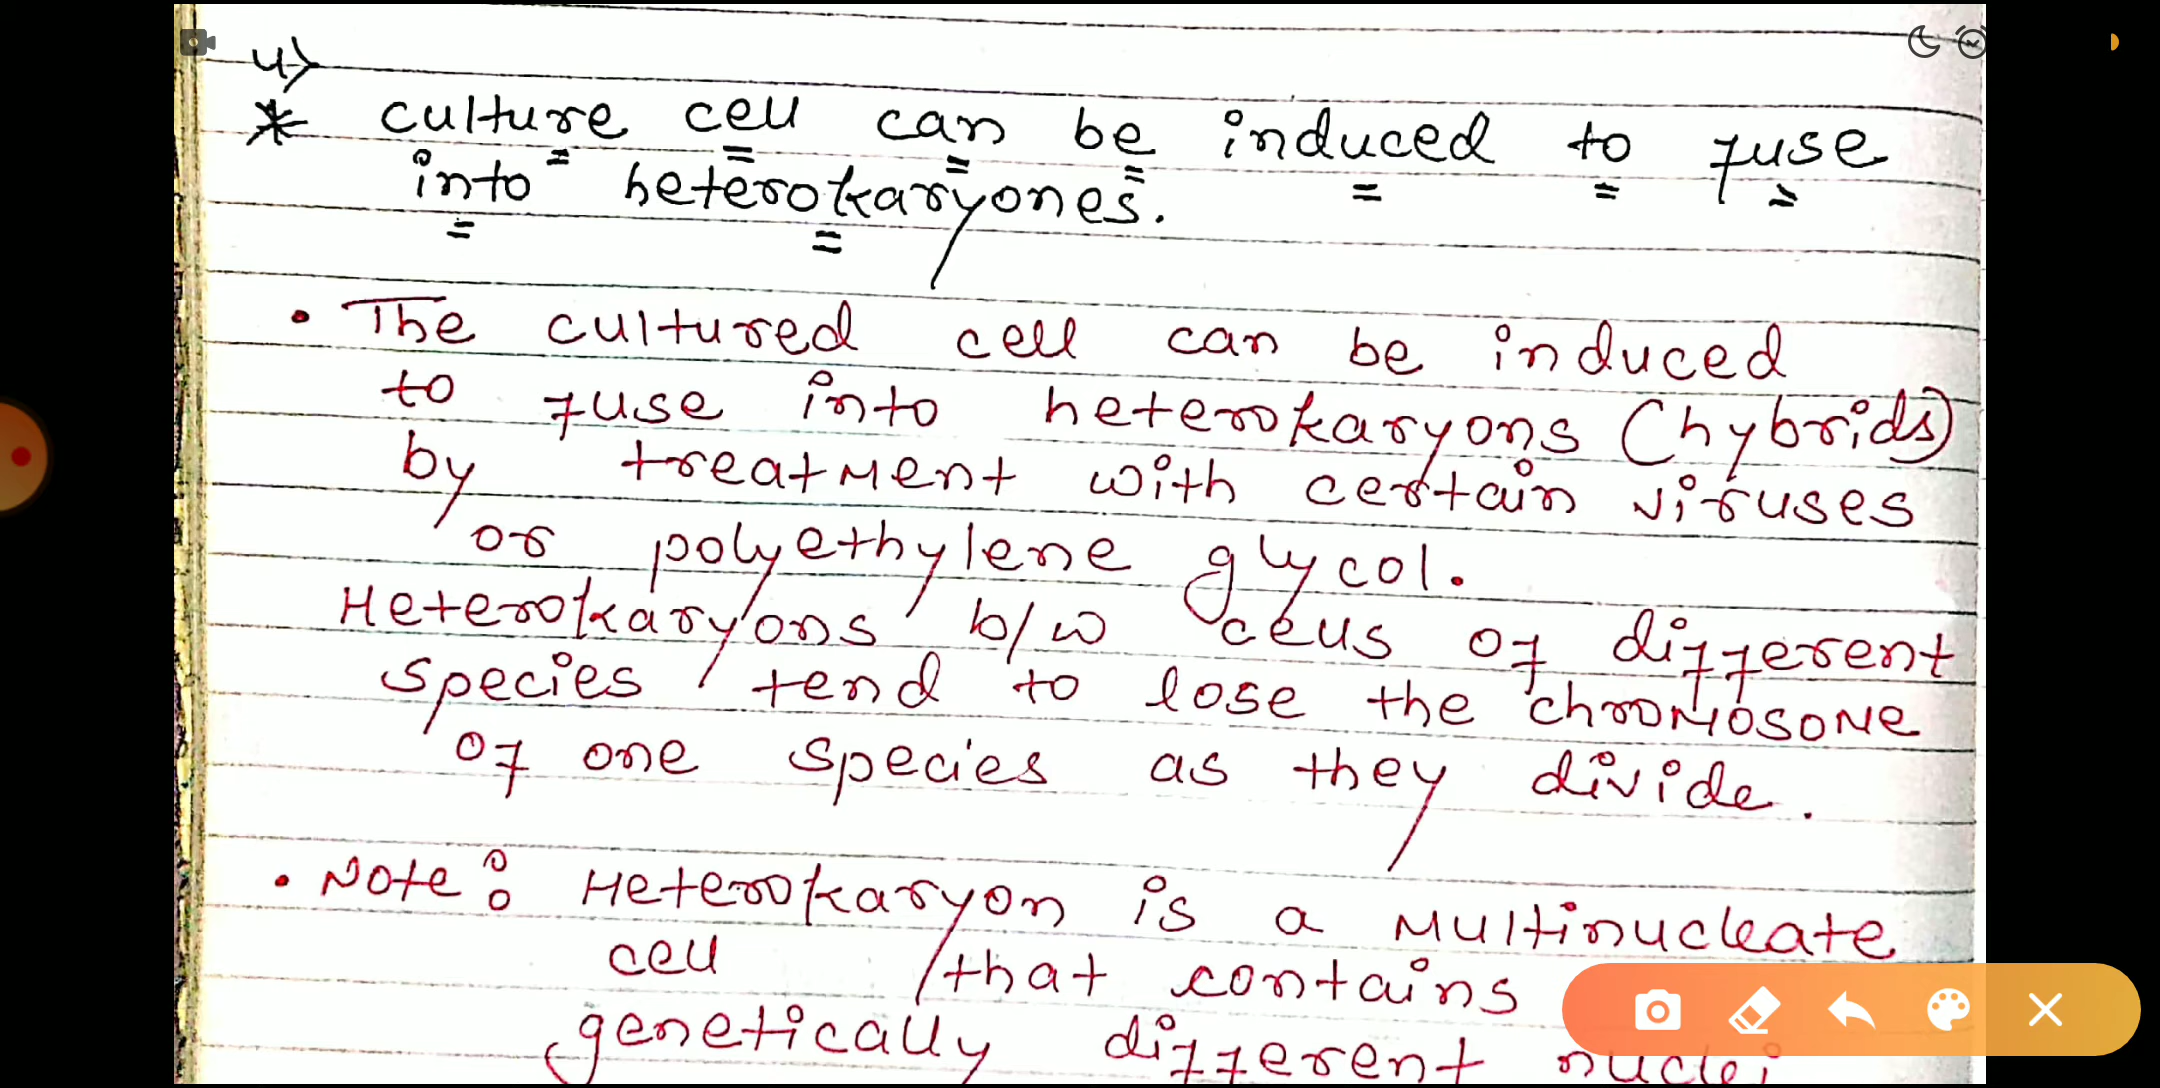 4)
* culture cell can be induced to fuse
into heterokaryones.
• The cultured cell can be induced
to fuse into heterokaryons (hybrids)
by treatment with certain viruses
or polyethylene glycol.
Heterokaryons b/w cells of different
species tend to lose the chromosome
of one species as they divide.
• Note: Heterokaryon is a multinucleate
cell that contains
genetically different nuclei